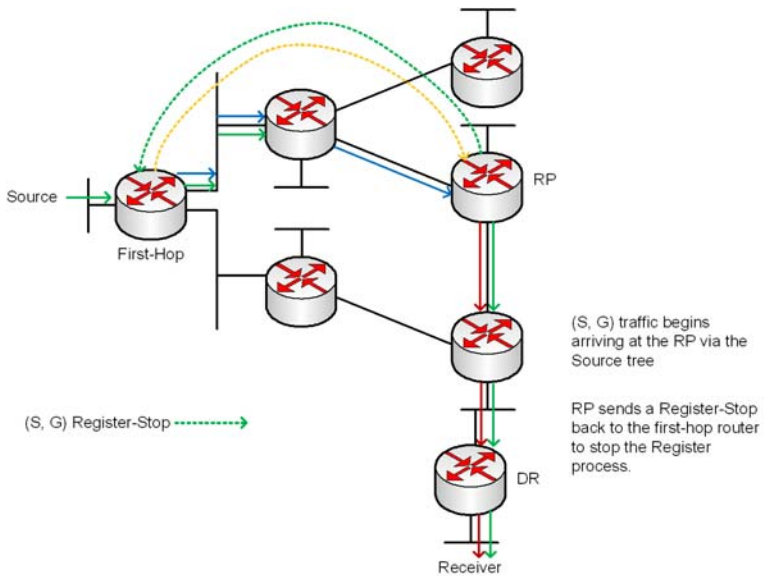 RP
Source
First-Hop
(S, G) traffic begins
arriving at the RP via the
Source tree
(S, G) Register-Stop
RP sends a Register-Stop
back to the first-hop router
to stop the Register
process.
DR
Receiver